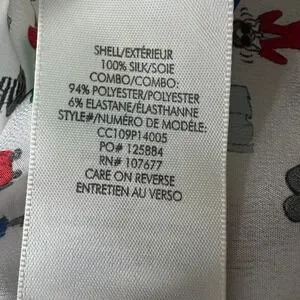 SHELL/EXTÉRIEUR
100% SILK/SOIE
COMBO/COMBO:
94% POLYESTER/POLYESTER
6% ELASTANE/ÉLASTHANNE
STYLE#/NUMÉRO DE MODÈLE:
CC109P14005
PO# 125884
RN# 107677
CARE ON REVERSE
ENTRETIEN AU VERSO